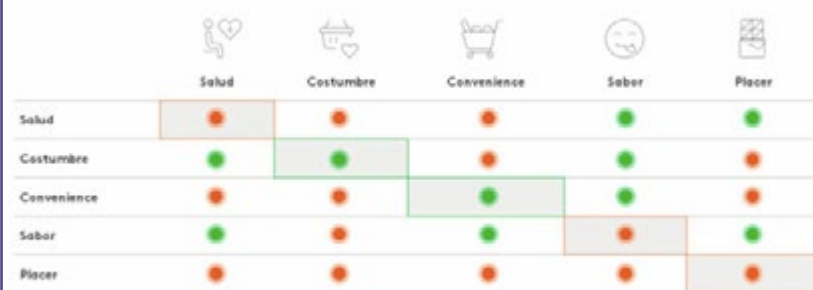 Salud Costumbre Convenience Sabor Placer
Salud
Costumbre
Convenience
Sabor
Placer